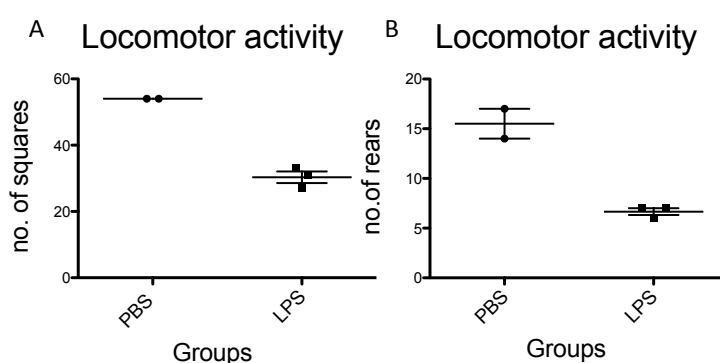 A
Locomotor activity
no. of squares
60
40
20
0
PBS
LPS
Groups
B
Locomotor activity
no.of rears
20
15
10
5
0
PBS
LPS
Groups